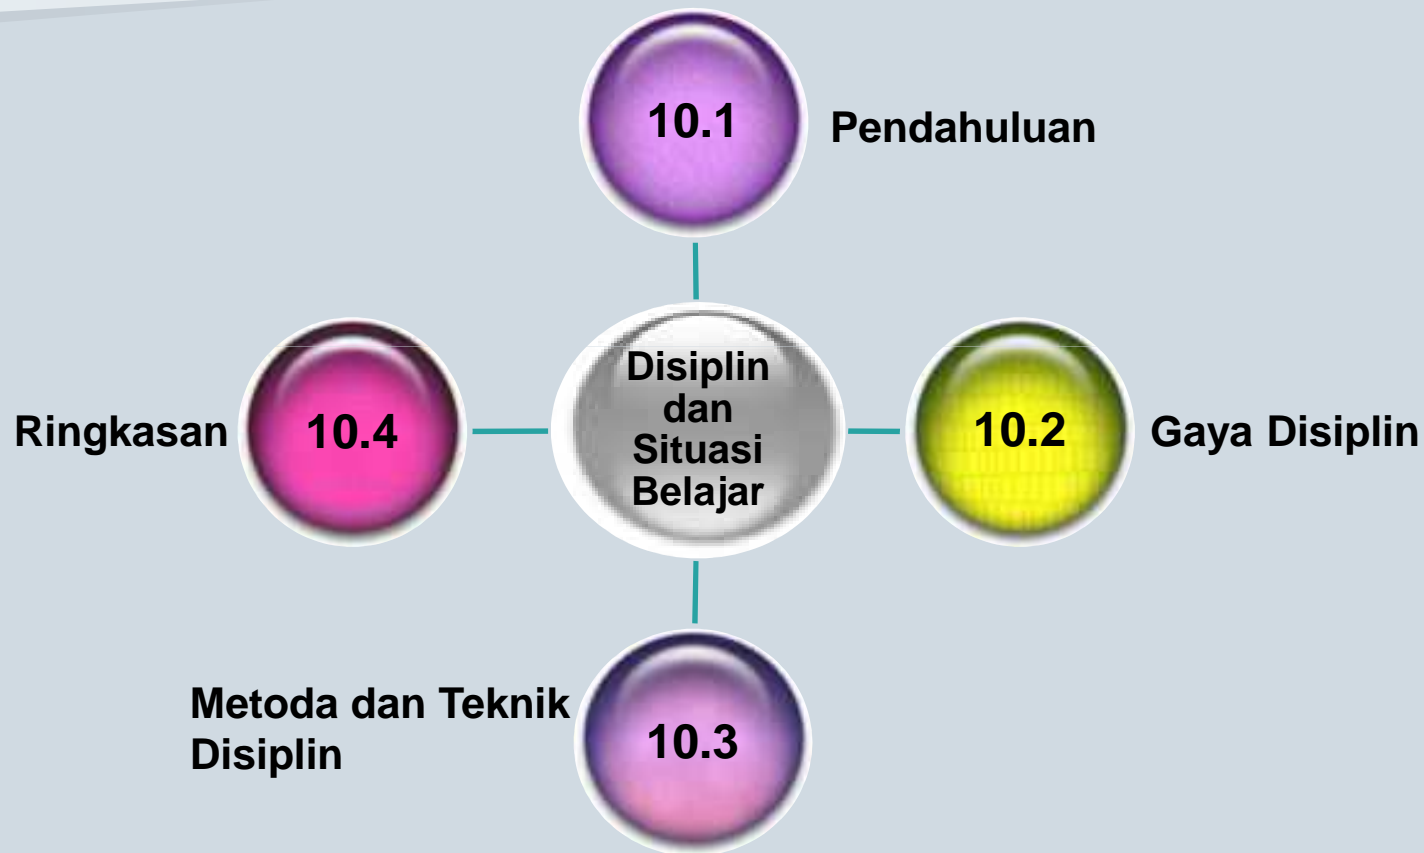 10.1
Pendahuluan
Disiplin
dan
Situasi
Belajar
10.2
Gaya Disiplin
Metoda dan Teknik
Disiplin
10.3
Ringkasan
10.4